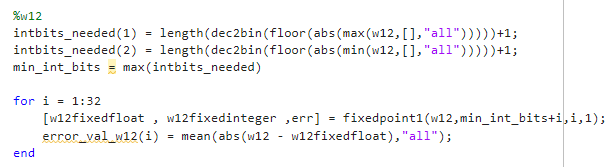 %w12
intbits_needed(1) = length(dec2bin(floor(abs(max(w12,[],"all")))))+1;
intbits_needed(2) = length(dec2bin(floor(abs(min(w12,[],"all")))))+1;
min_int_bits = max(intbits_needed)
for i = 1:32
[w12fixedfloat , w12fixedinteger ,err] = fixedpoint1(w12,min_int_bits+i,i,1);
error_val_w12(i) = mean(abs(w12 - w12fixedfloat),"all");
end